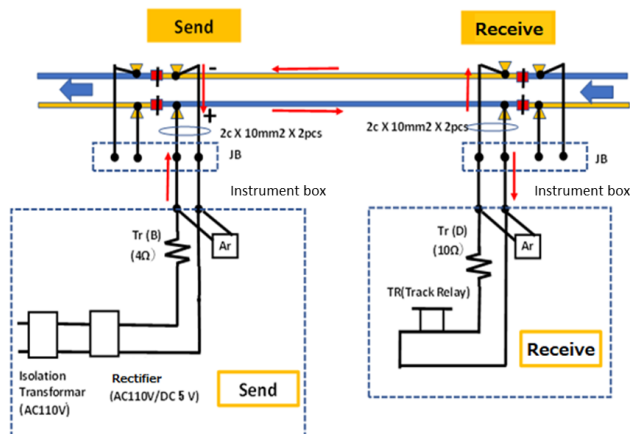 Send
Receive
-
+
2c X 10mm2 X 2pcs
2c X 10mm2 X 2pcs
JB
JB
Instrument box
Instrument box
Tr (B)
(4Ω)
Ar
Tr (D)
(10Ω)
Ar
TR(Track Relay)
Isolation
Transformar
(AC110V)
Rectifier
(AC110V/DC 5 V)
Send
Receive